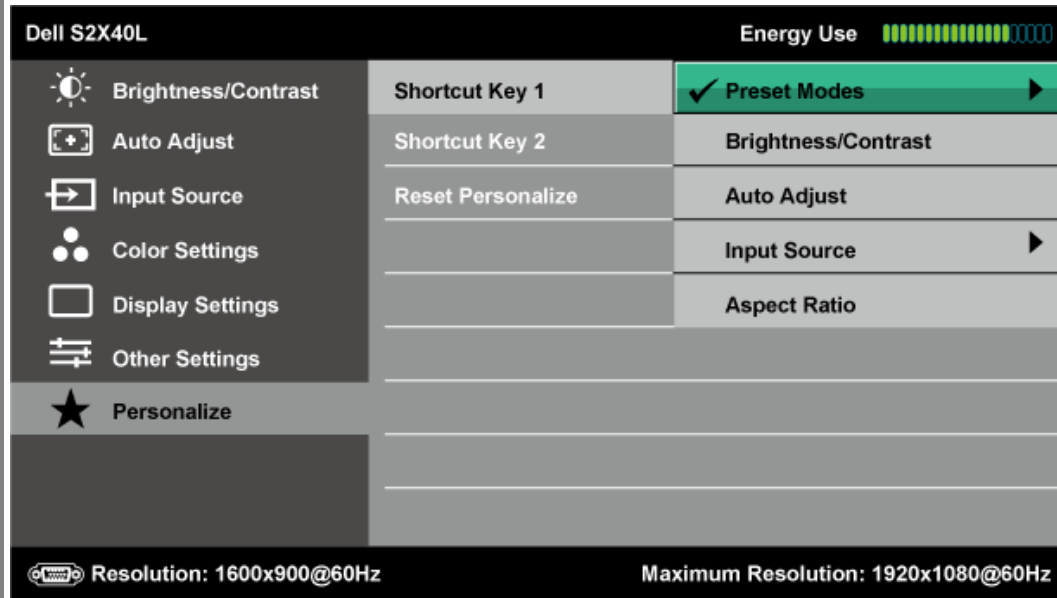 Dell S2X40L Energy Use
Brightness/Contrast Shortcut Key 1 Preset Modes
Auto Adjust Shortcut Key 2 Brightness/Contrast
Input Source Reset Personalize Auto Adjust
Color Settings Input Source
Display Settings Aspect Ratio
Other Settings
Personalize
Resolution: 1600x900@60Hz Maximum Resolution: 1920x1080@60Hz